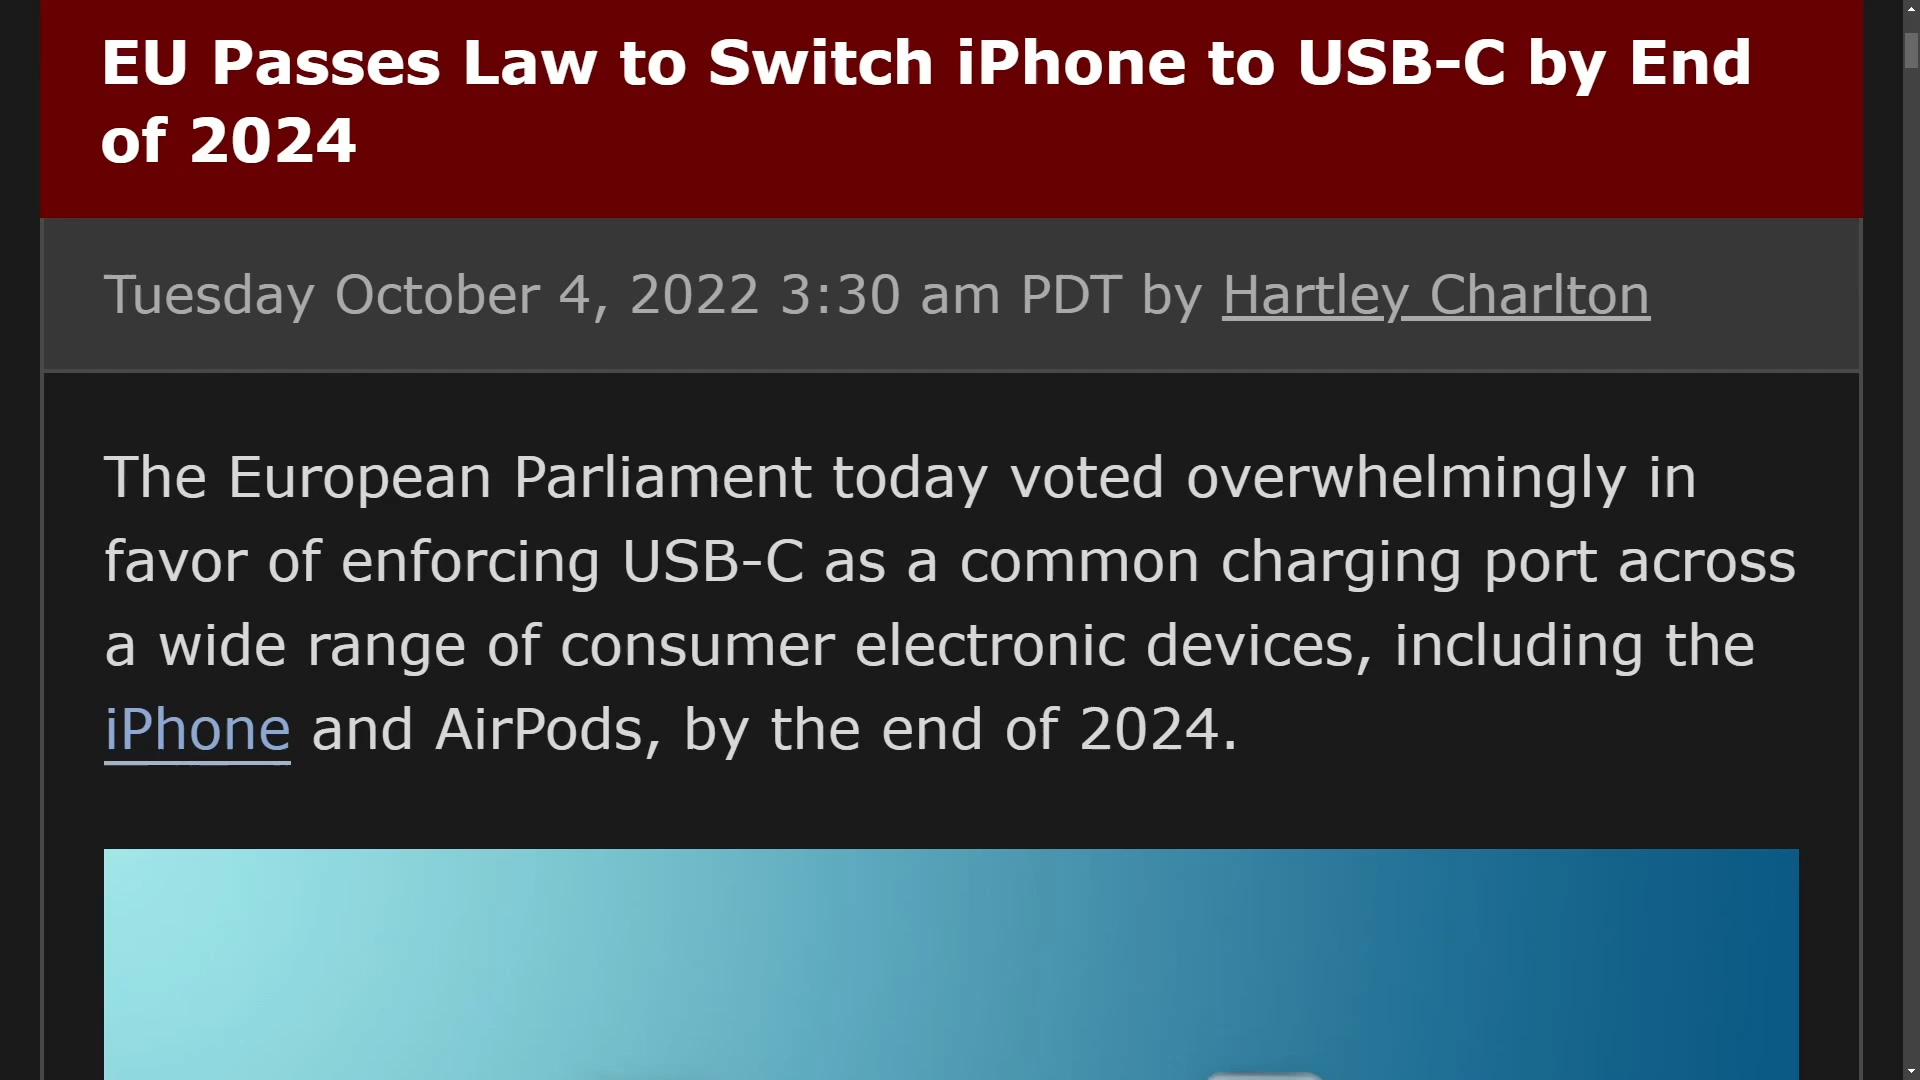 EU Passes Law to Switch iPhone to USB-C by End
of 2024
Tuesday October 4, 2022 3:30 am PDT by Hartley Charlton
The European Parliament today voted overwhelmingly in
favor of enforcing USB-C as a common charging port across
a wide range of consumer electronic devices, including the
iPhone and AirPods, by the end of 2024.